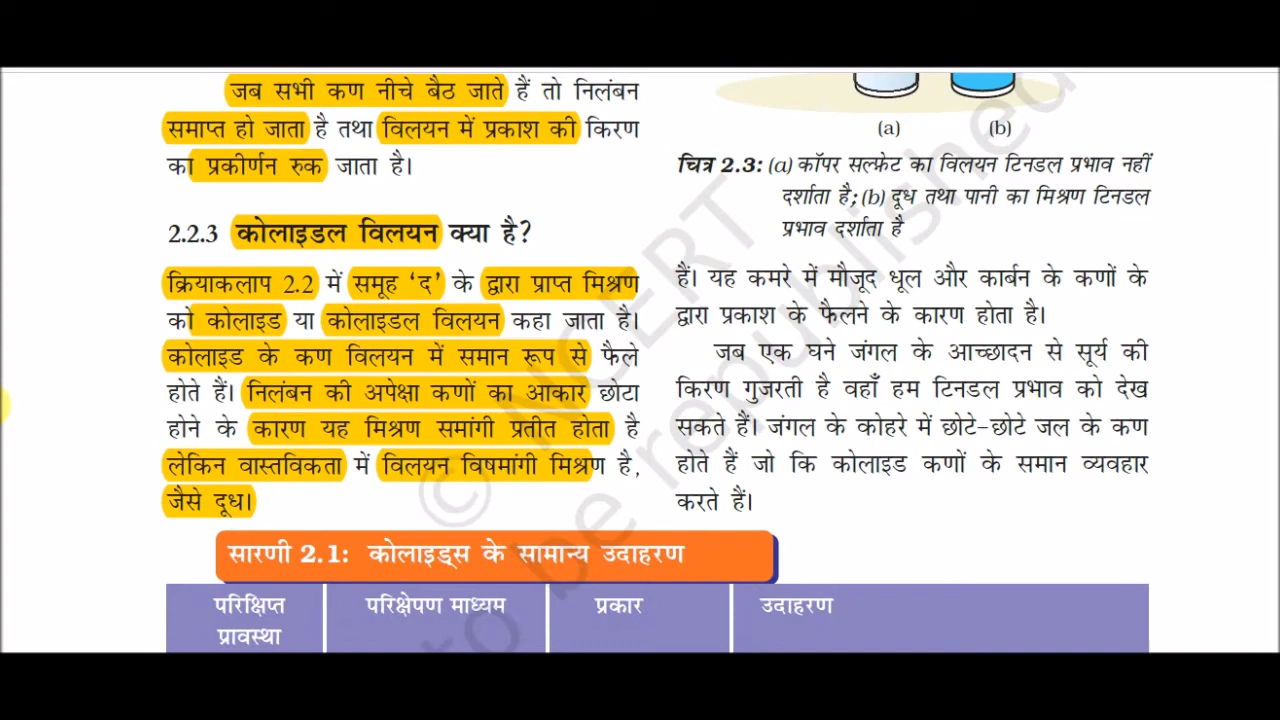 जब सभी कण नीचे बैठ जाते हैं तो निलंबन
समाप्त हो जाता है तथा विलयन में प्रकाश की किरण
का प्रकीर्णन रुक जाता है।
2.2.3 कोलाइडल विलयन क्या है?
क्रियाकलाप 2.2 में समूह ‘द’ के द्वारा प्राप्त मिश्रण
को कोलाइड या कोलाइडल विलयन कहा जाता है।
कोलाइड के कण विलयन में समान रूप से फैले
होते हैं। निलंबन की अपेक्षा कणों का आकार छोटा
होने के कारण यह मिश्रण समांगी प्रतीत होता है
लेकिन वास्तविकता में विलयन विषमांगी मिश्रण है,
जैसे दूध।
(a) (b)
चित्र 2.3: (a) कॉपर सल्फ़ेट का विलयन टिनडल प्रभाव नहीं
दर्शाता है; (b) दूध तथा पानी का मिश्रण टिनडल
प्रभाव दर्शाता है
हैं। यह कमरे में मौजूद धूल और कार्बन के कणों के
द्वारा प्रकाश के फैलने के कारण होता है।
जब एक घने जंगल के आच्छादन से सूर्य की
किरण गुजरती है वहाँ हम टिनडल प्रभाव को देख
सकते हैं। जंगल के कोहरे में छोटे-छोटे जल के कण
होते हैं जो कि कोलाइड कणों के समान व्यवहार
करते हैं।
सारणी 2.1: कोलाइड्स के सामान्य उदाहरण
परिक्षिप्त परिक्षेपण माध्यम प्रकार उदाहरण
प्रावस्था
© NCERT
to be republished